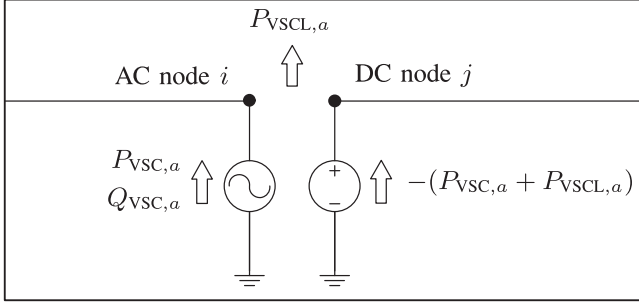 P_VSCL,a
AC node i
DC node j
P_VSC,a
Q_VSC,a
+
−
−(P_VSC,a + P_VSCL,a)